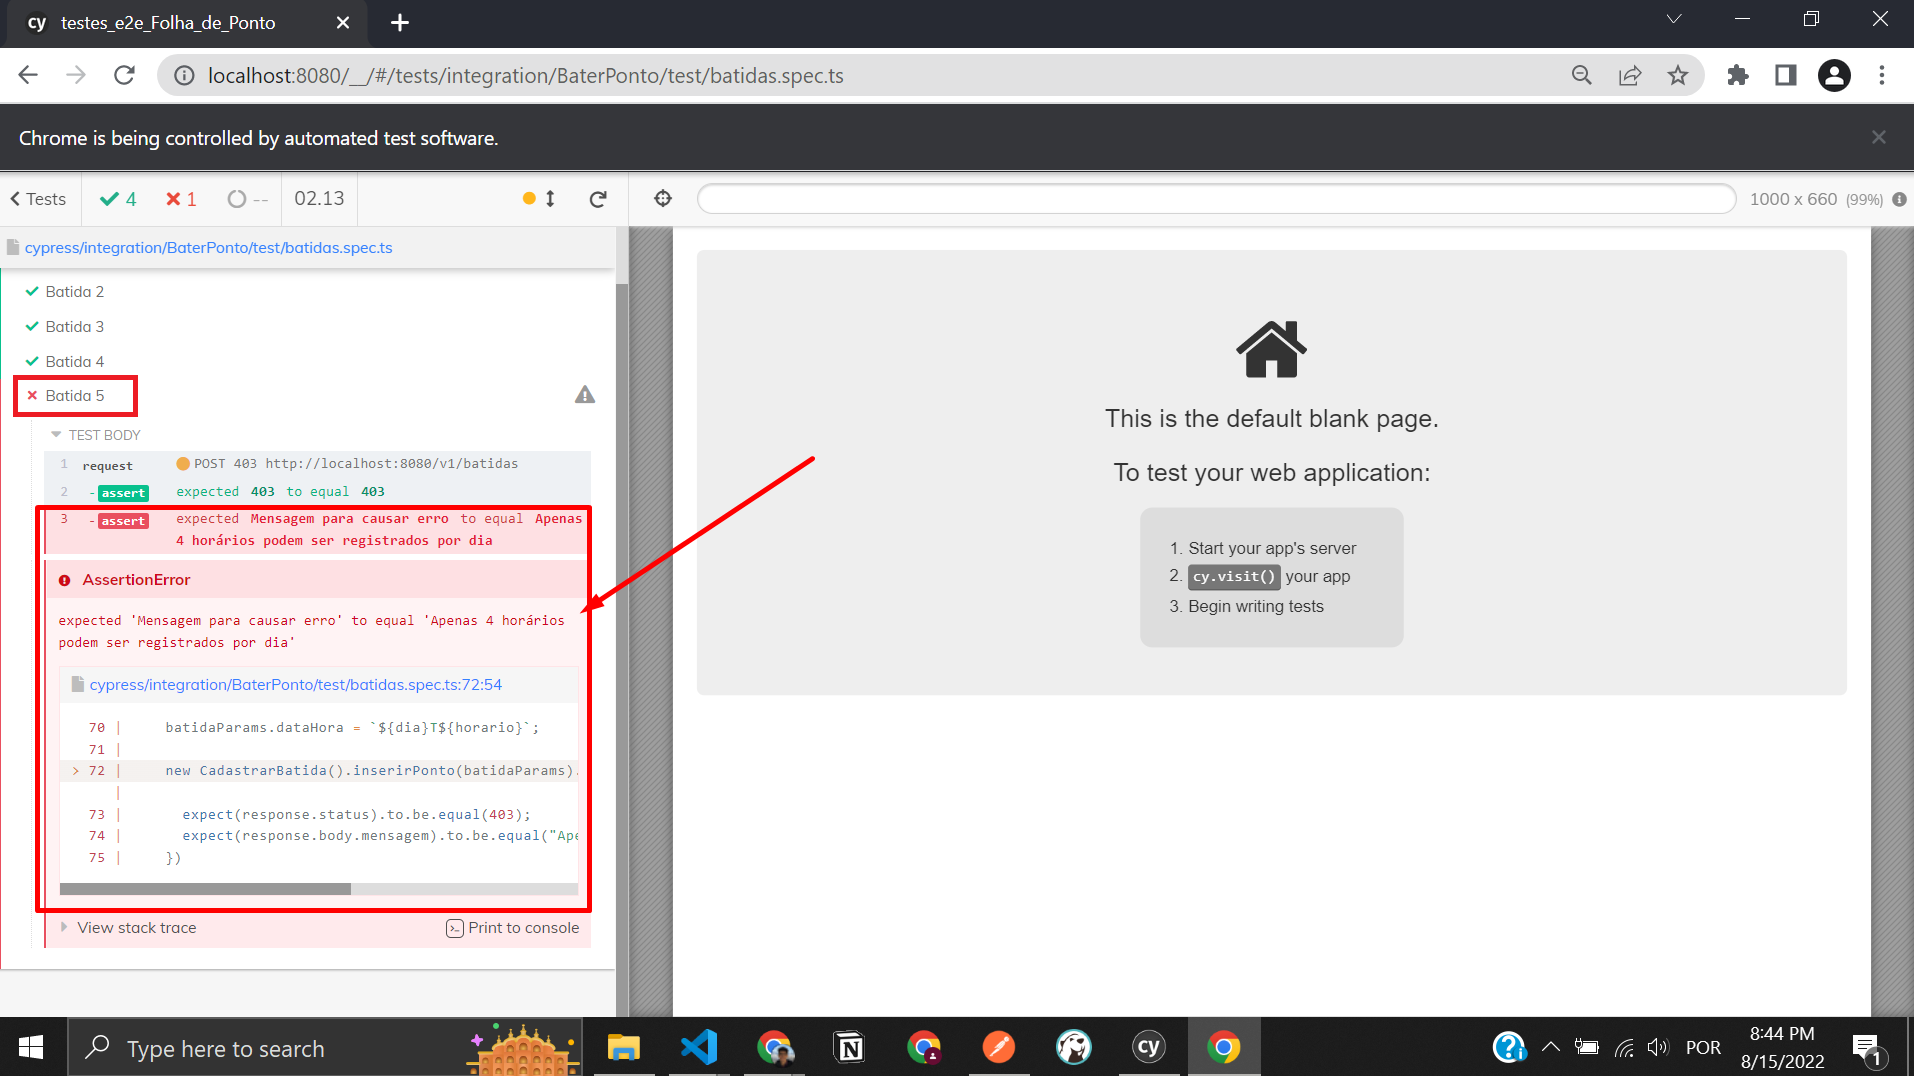 cy testes_e2e_Folha_de_Ponto
localhost:8080/__/#/tests/integration/BaterPonto/test/batidas.spec.ts
Chrome is being controlled by automated test software.
Tests 4 1 -- 02.13
1000 x 660 (99%)
cypress/integration/BaterPonto/test/batidas.spec.ts
Batida 2
Batida 3
Batida 4
Batida 5
TEST BODY
1 request POST 403 http://localhost:8080/v1/batidas
2 -assert expected 403 to equal 403
3 -assert expected Mensagem para causar erro to equal Apenas
4 horários podem ser registrados por dia
AssertionError
expected 'Mensagem para causar erro' to equal 'Apenas 4 horários
podem ser registrados por dia'
cypress/integration/BaterPonto/test/batidas.spec.ts:72:54
70 | batidaParams.dataHora = `${dia}T${horario}`;
71 |
> 72 | new CadastrarBatida().inserirPonto(batidaParams).
|
73 | expect(response.status).to.be.equal(403);
74 | expect(response.body.mensagem).to.be.equal("Ape
75 | })
View stack trace
Print to console
This is the default blank page.
To test your web application:
1. Start your app's server
2. cy.visit() your app
3. Begin writing tests
Type here to search
N
cy
POR
8:44 PM
8/15/2022
1